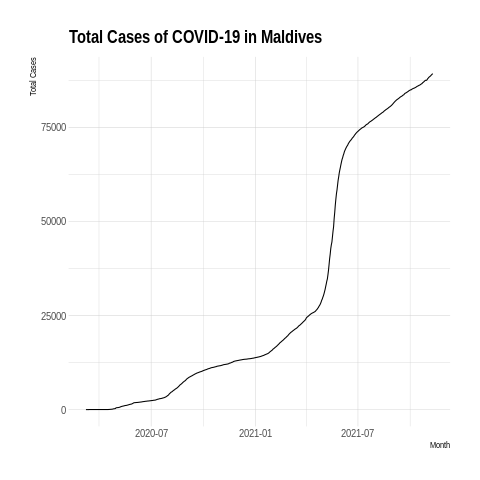 Total Cases of COVID-19 in Maldives
Total Cases
75000
50000
25000
0
2020-07
2021-01
2021-07
Month